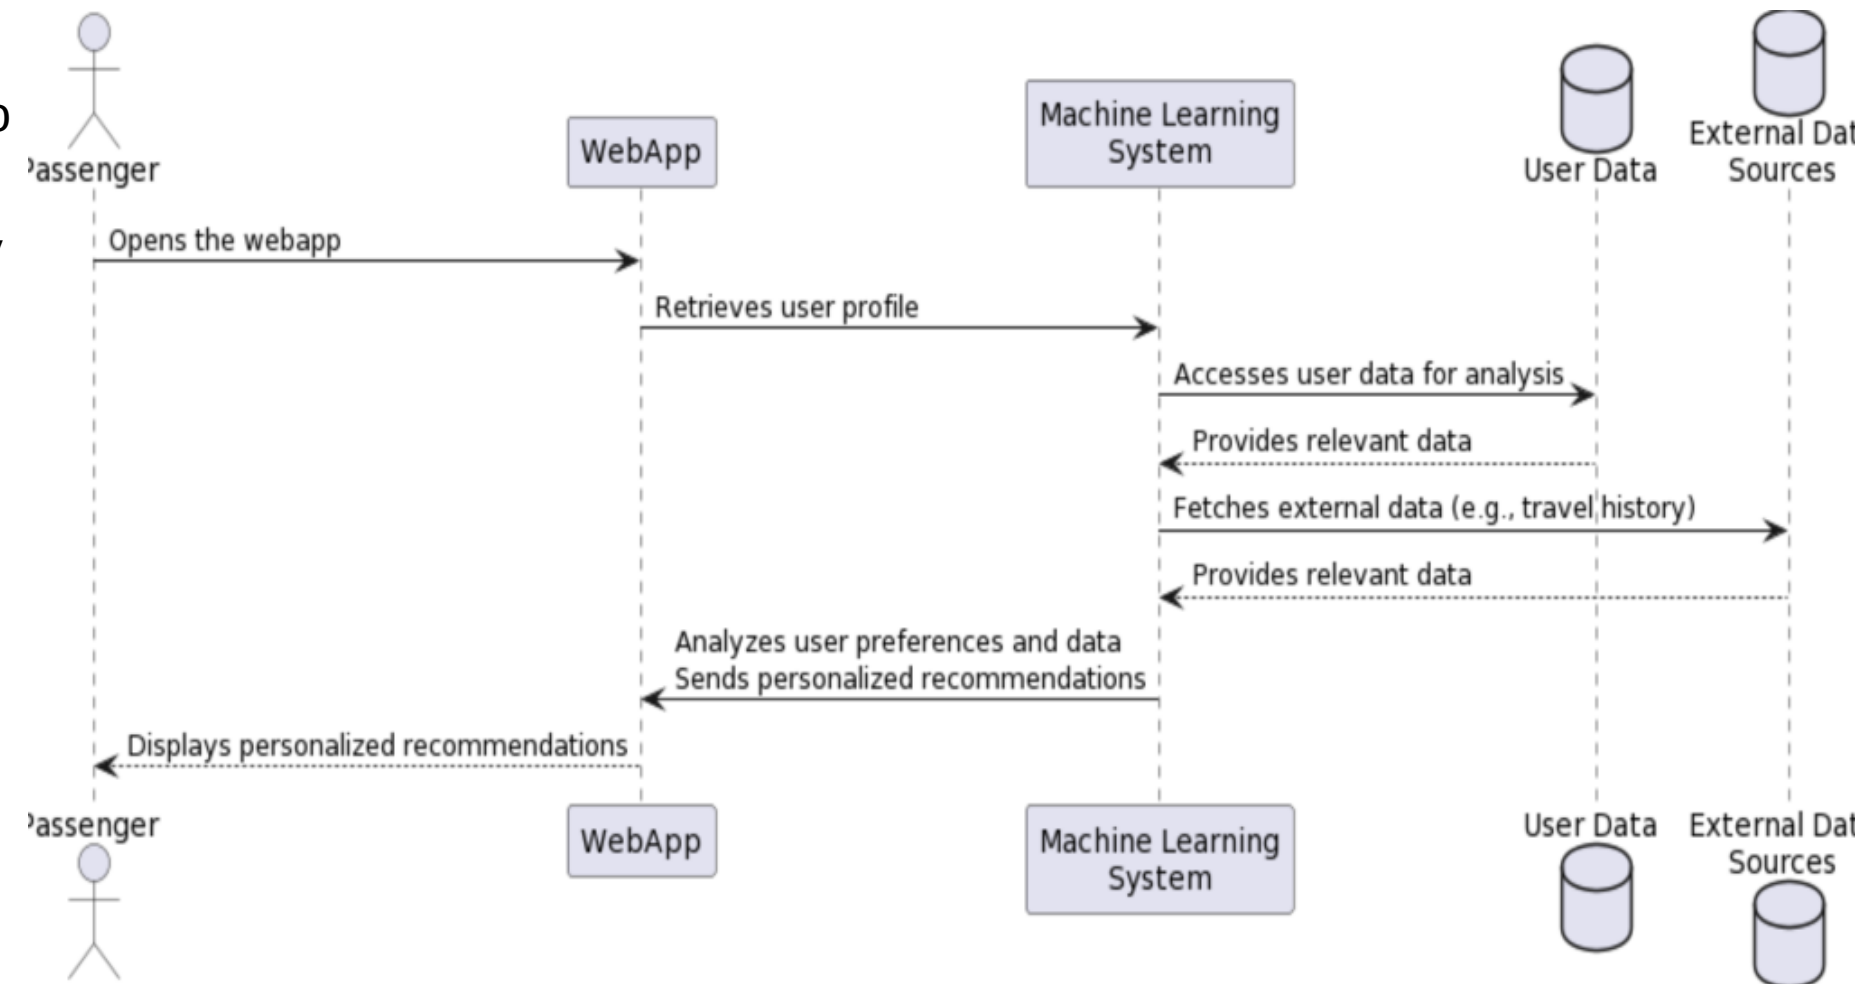 Passenger
WebApp
Machine Learning
System
User Data
External Dat
Sources
Opens the webapp
Retrieves user profile
Accesses user data for analysis
Provides relevant data
Fetches external data (e.g., travel history)
Provides relevant data
Analyzes user preferences and data
Sends personalized recommendations
Displays personalized recommendations
Passenger
WebApp
Machine Learning
System
User Data
External Dat
Sources